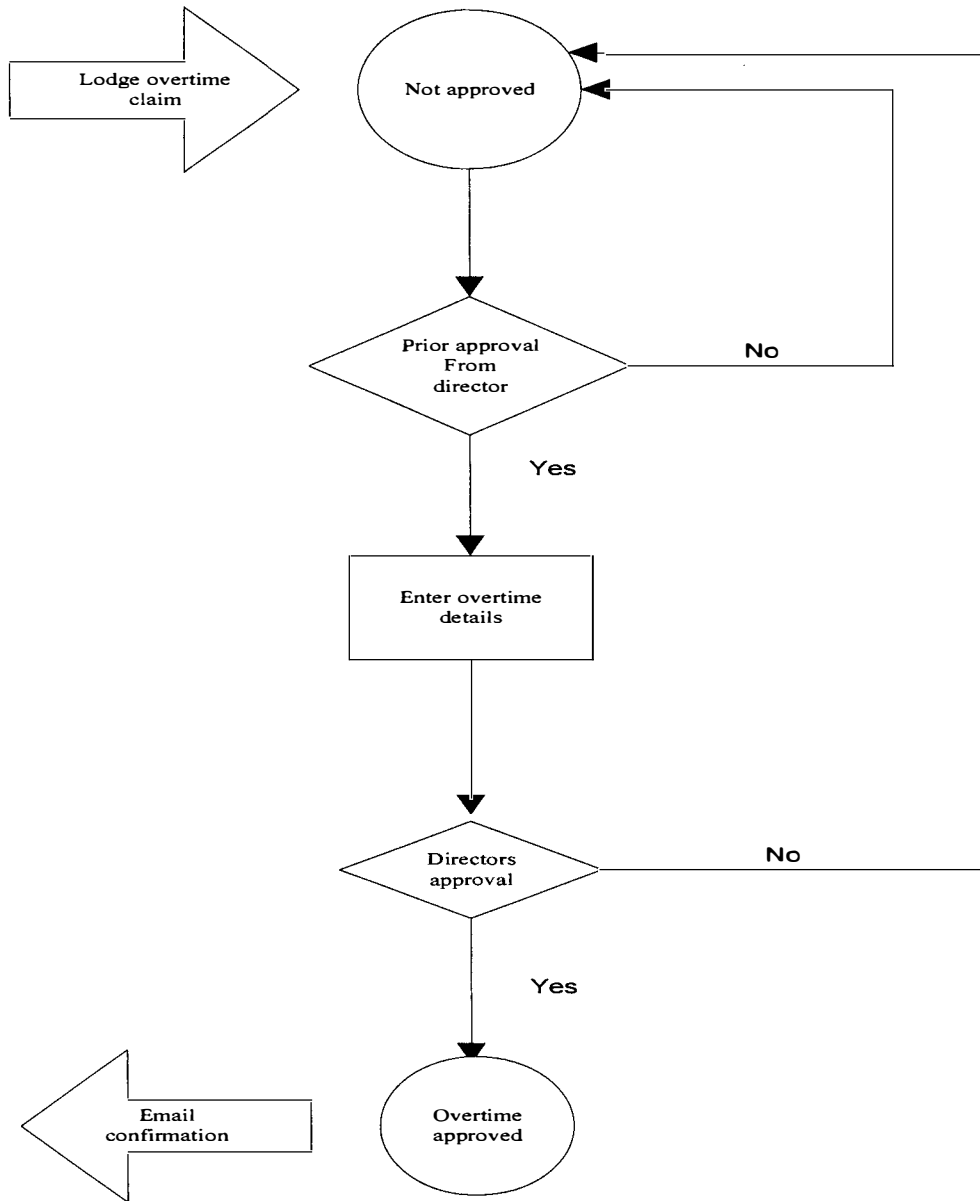 Lodge overtime
claim
Not approved
Prior approval
From
director
No
Yes
Enter overtime
details
Directors
approval
No
Yes
Email
confirmation
Overtime
approved